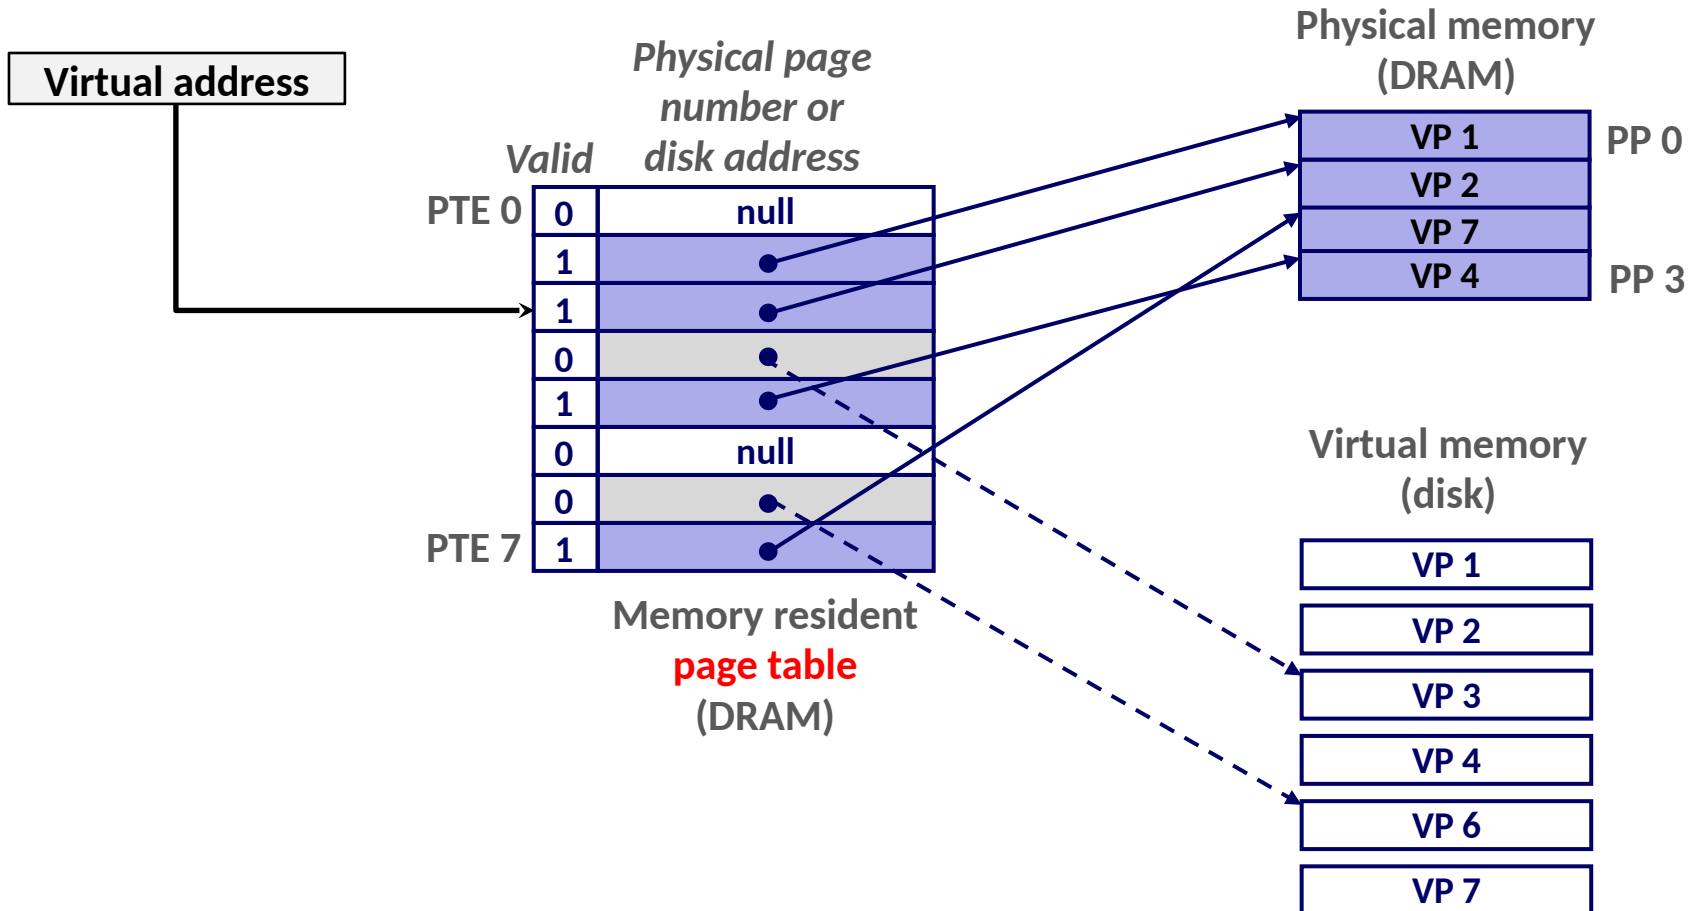 Virtual address
Physical page
number or
disk address
Valid
PTE 0
0
null
1
1
0
1
0
null
0
PTE 7
1
Memory resident
page table
(DRAM)
Physical memory
(DRAM)
VP 1
PP 0
VP 2
VP 7
VP 4
PP 3
Virtual memory
(disk)
VP 1
VP 2
VP 3
VP 4
VP 6
VP 7